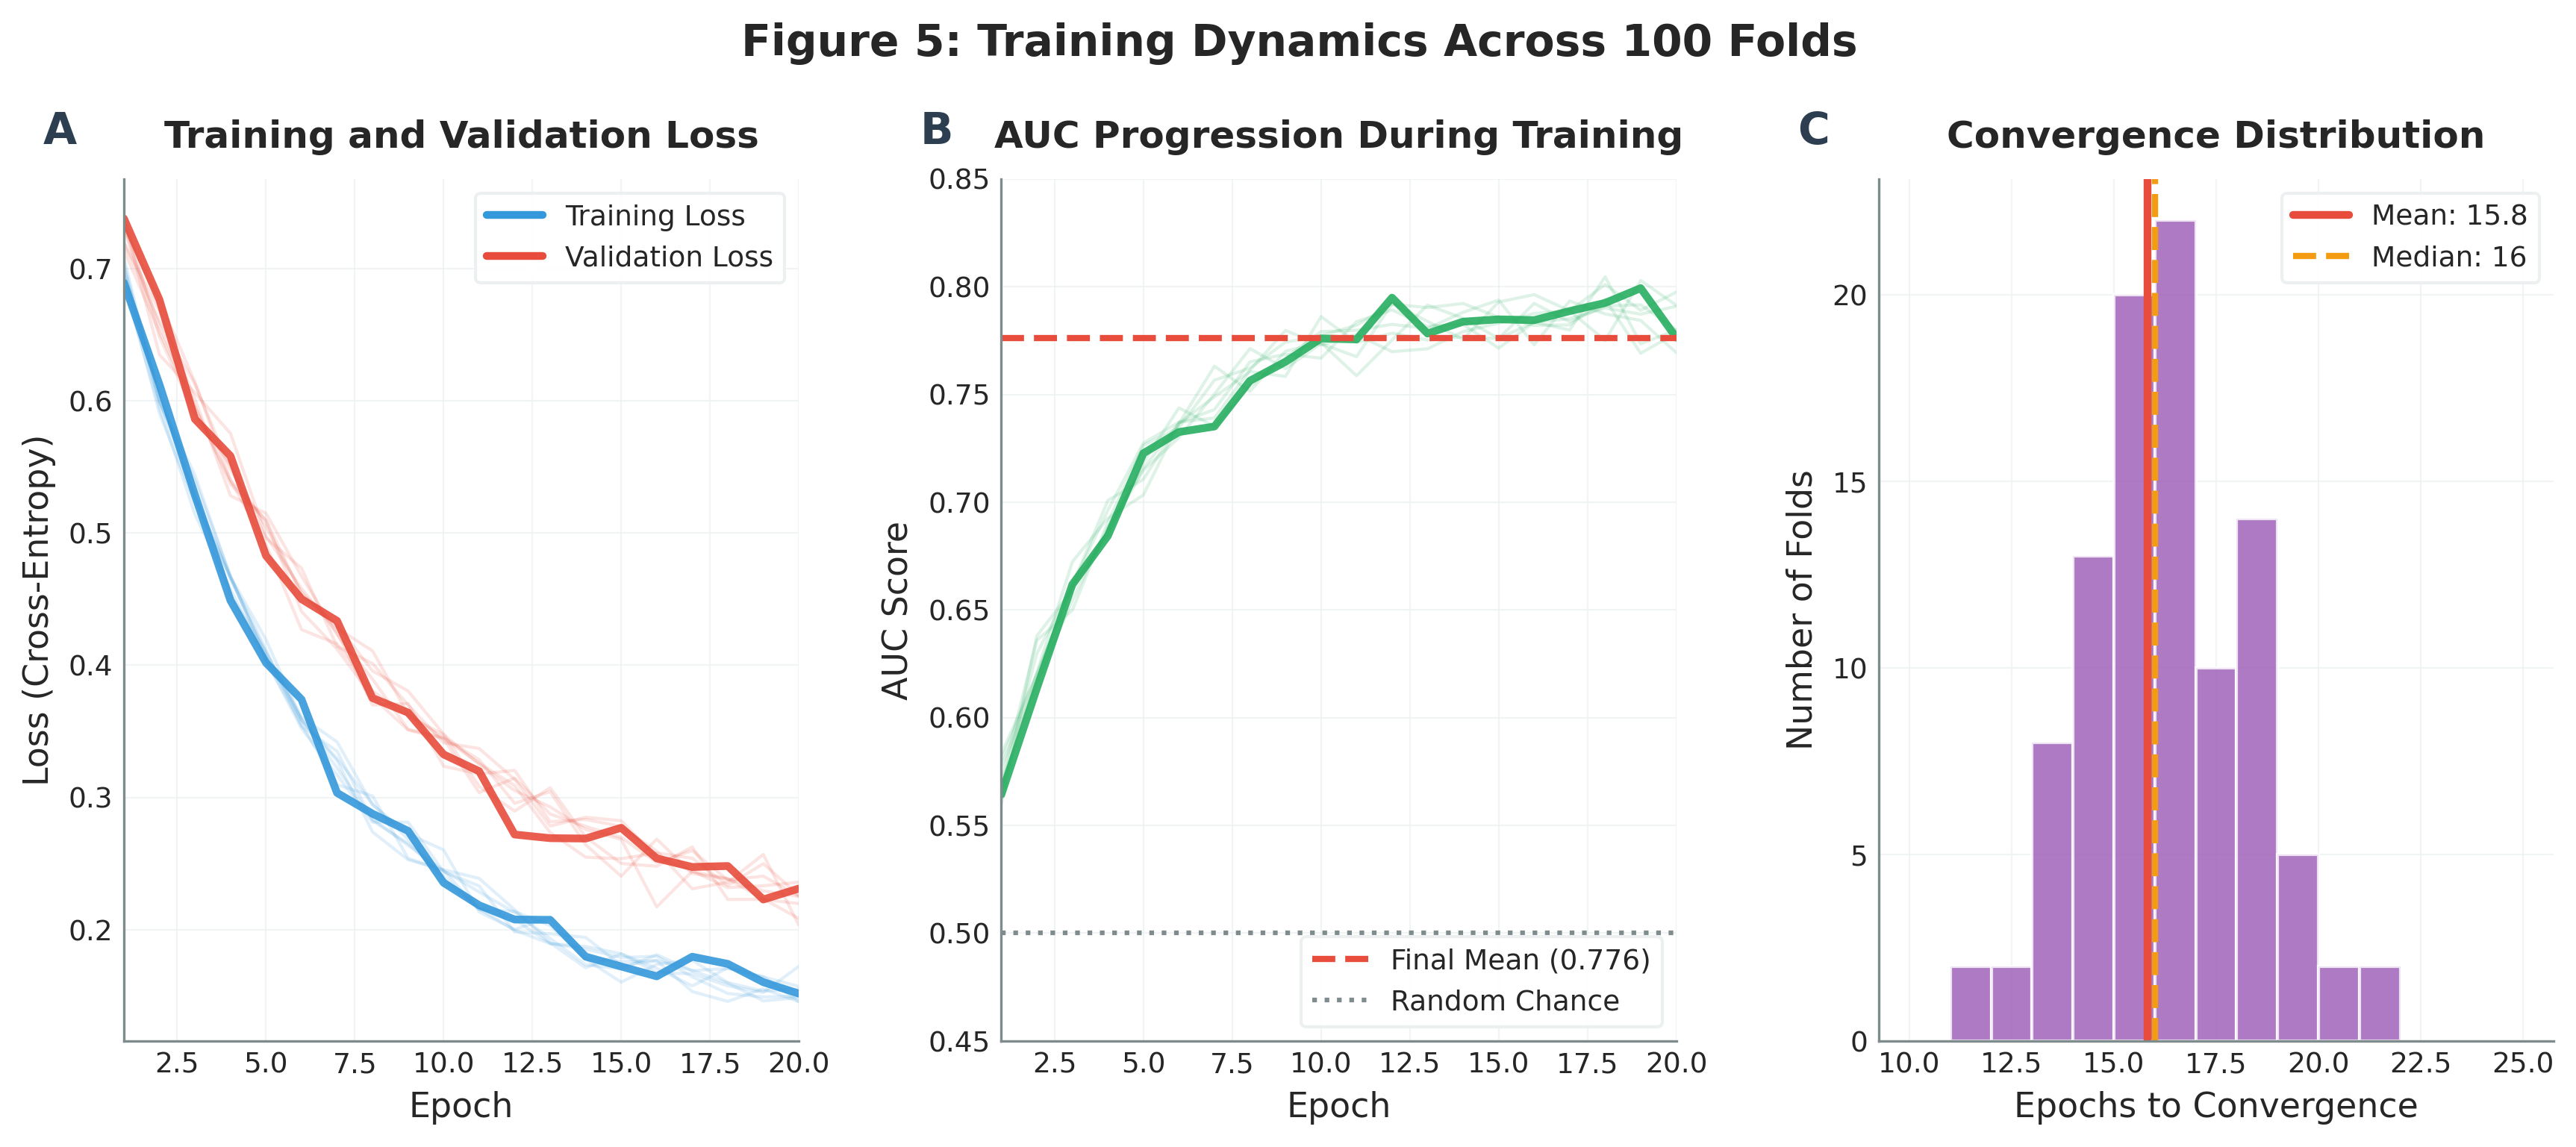 Figure 5: Training Dynamics Across 100 Folds
A
Training and Validation Loss
Training Loss
Validation Loss
0.7
0.6
0.5
0.4
0.3
0.2
Loss (Cross-Entropy)
2.5 5.0 7.5 10.0 12.5 15.0 17.5 20.0
Epoch
B
AUC Progression During Training
0.85
0.80
0.75
0.70
0.65
0.60
0.55
0.50
0.45
AUC Score
Final Mean (0.776)
Random Chance
2.5 5.0 7.5 10.0 12.5 15.0 17.5 20.0
Epoch
C
Convergence Distribution
Mean: 15.8
Median: 16
20
15
10
5
0
Number of Folds
10.0 12.5 15.0 17.5 20.0 22.5 25.0
Epochs to Convergence